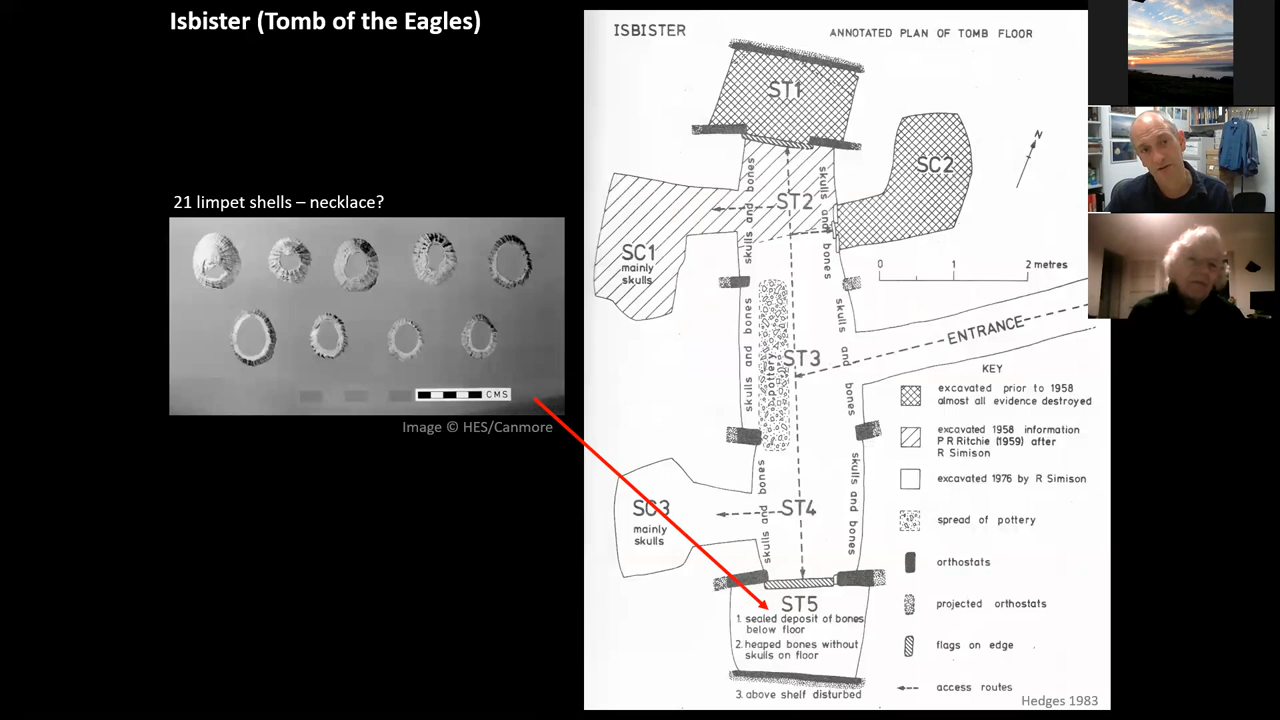 Isbister (Tomb of the Eagles)
21 limpet shells – necklace?
CMS
Image © HES/Canmore
ISBISTER
ANNOTATED PLAN OF TOMB FLOOR
ST1
SC2
N
skulls and bones
skulls and bones
ST2
SC1
mainly
skulls
0 1 2 metres
skulls and bones
pottery
ST3
skulls and bones
ENTRANCE
SC3
mainly
skulls
skulls and bones
ST4
skulls and bones
ST5
1. sealed deposit of bones
below floor
2. heaped bones without
skulls on floor
3. above shelf disturbed
KEY
excavated prior to 1958
almost all evidence destroyed
excavated 1958 information
P R Ritchie (1959) after
R Simison
excavated 1976 by R Simison
spread of pottery
orthostats
projected orthostats
flags on edge
access routes
Hedges 1983